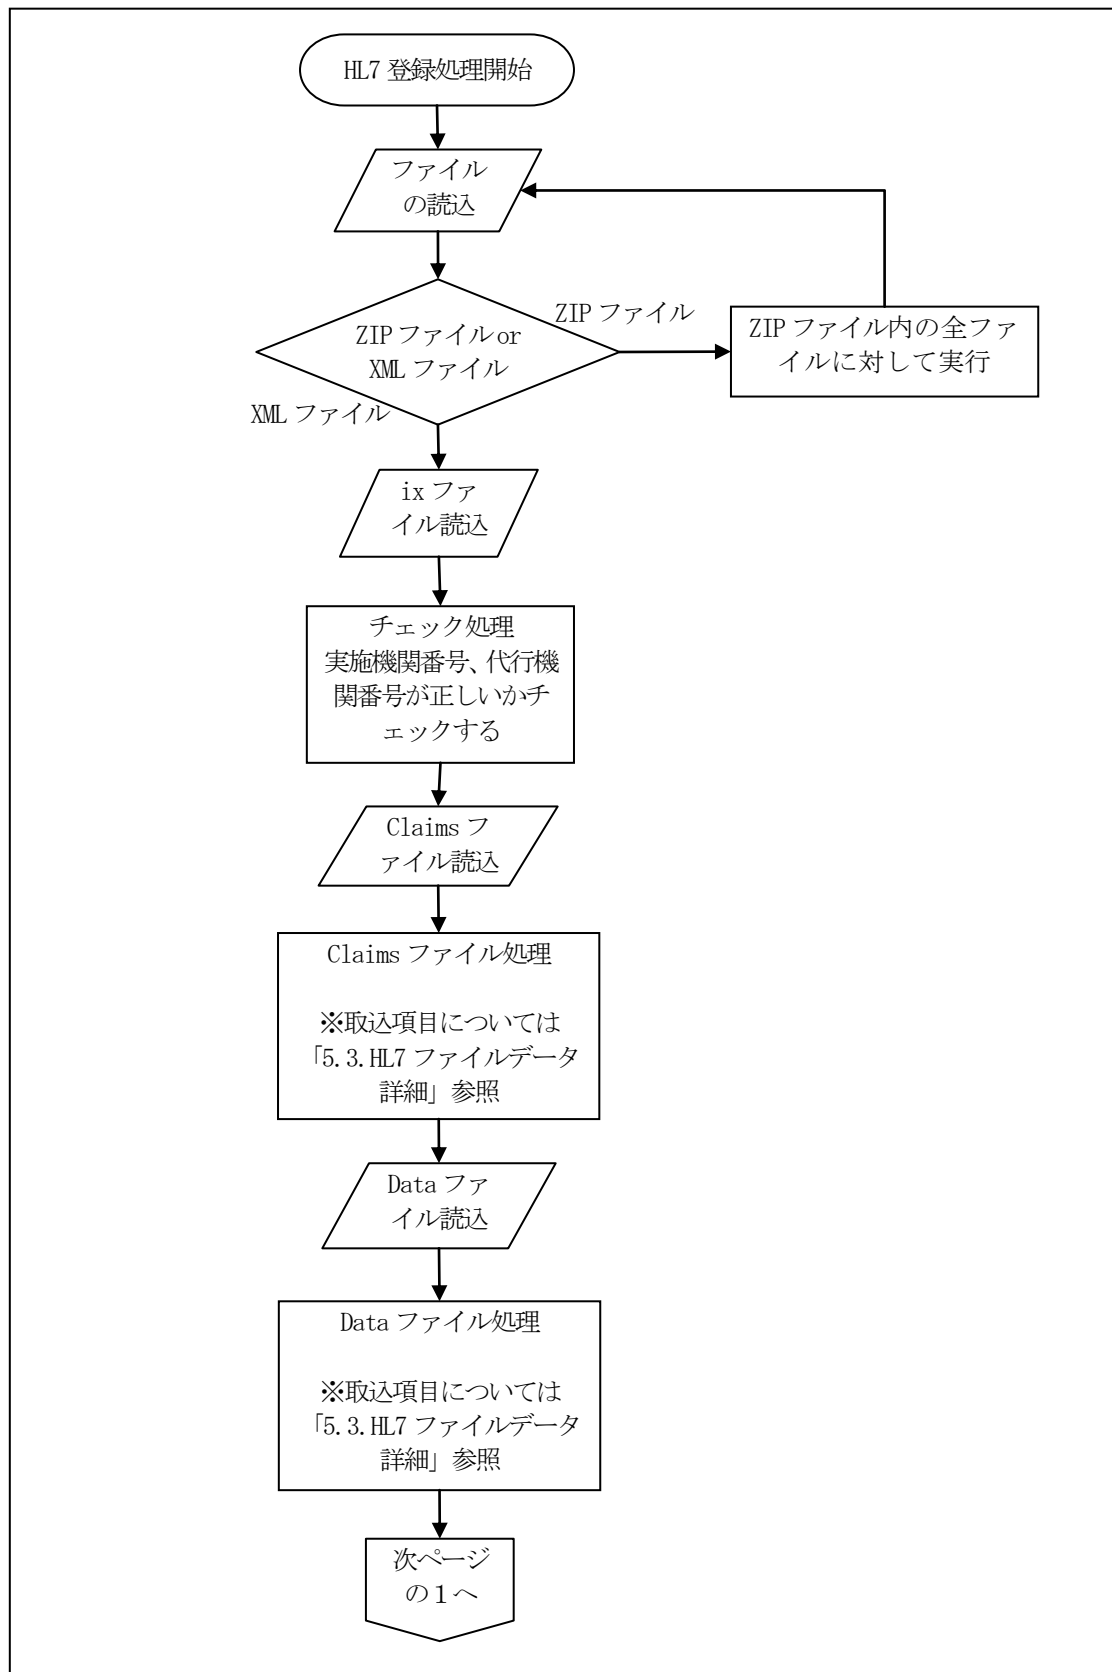 HL7 登録処理開始
ファイル
の読込
ZIP ファイル or
XML ファイル
ZIP ファイル
ZIP ファイル内の全ファ
イルに対して実行
XML ファイル
ix ファ
イル読込
チェック処理
実施機関番号、代行機
関番号が正しいかチ
ェックする
Claims フ
ァイル読込
Claims ファイル処理
※取込項目については
「5.3.HL7 ファイルデータ
詳細」参照
Data ファ
イル読込
Data ファイル処理
※取込項目については
「5.3.HL7 ファイルデータ
詳細」参照
次ページ
の１へ